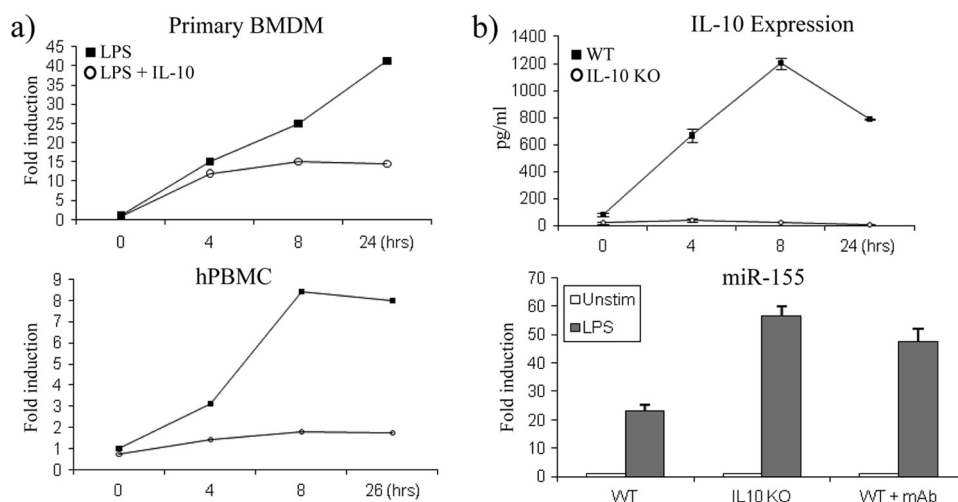 a)
Primary BMDM
LPS
LPS + IL-10
Fold induction
45
40
35
30
25
20
15
10
5
0
0 4 8 24 (hrs)
hPBMC
Fold induction
9
8
7
6
5
4
3
2
1
0
0 4 8 26 (hrs)
b)
IL-10 Expression
WT
IL-10 KO
pg/ml
1400
1200
1000
800
600
400
200
0
0 4 8 24 (hrs)
miR-155
Unstim
LPS
Fold induction
70
60
50
40
30
20
10
0
WT IL10 KO WT + mAb